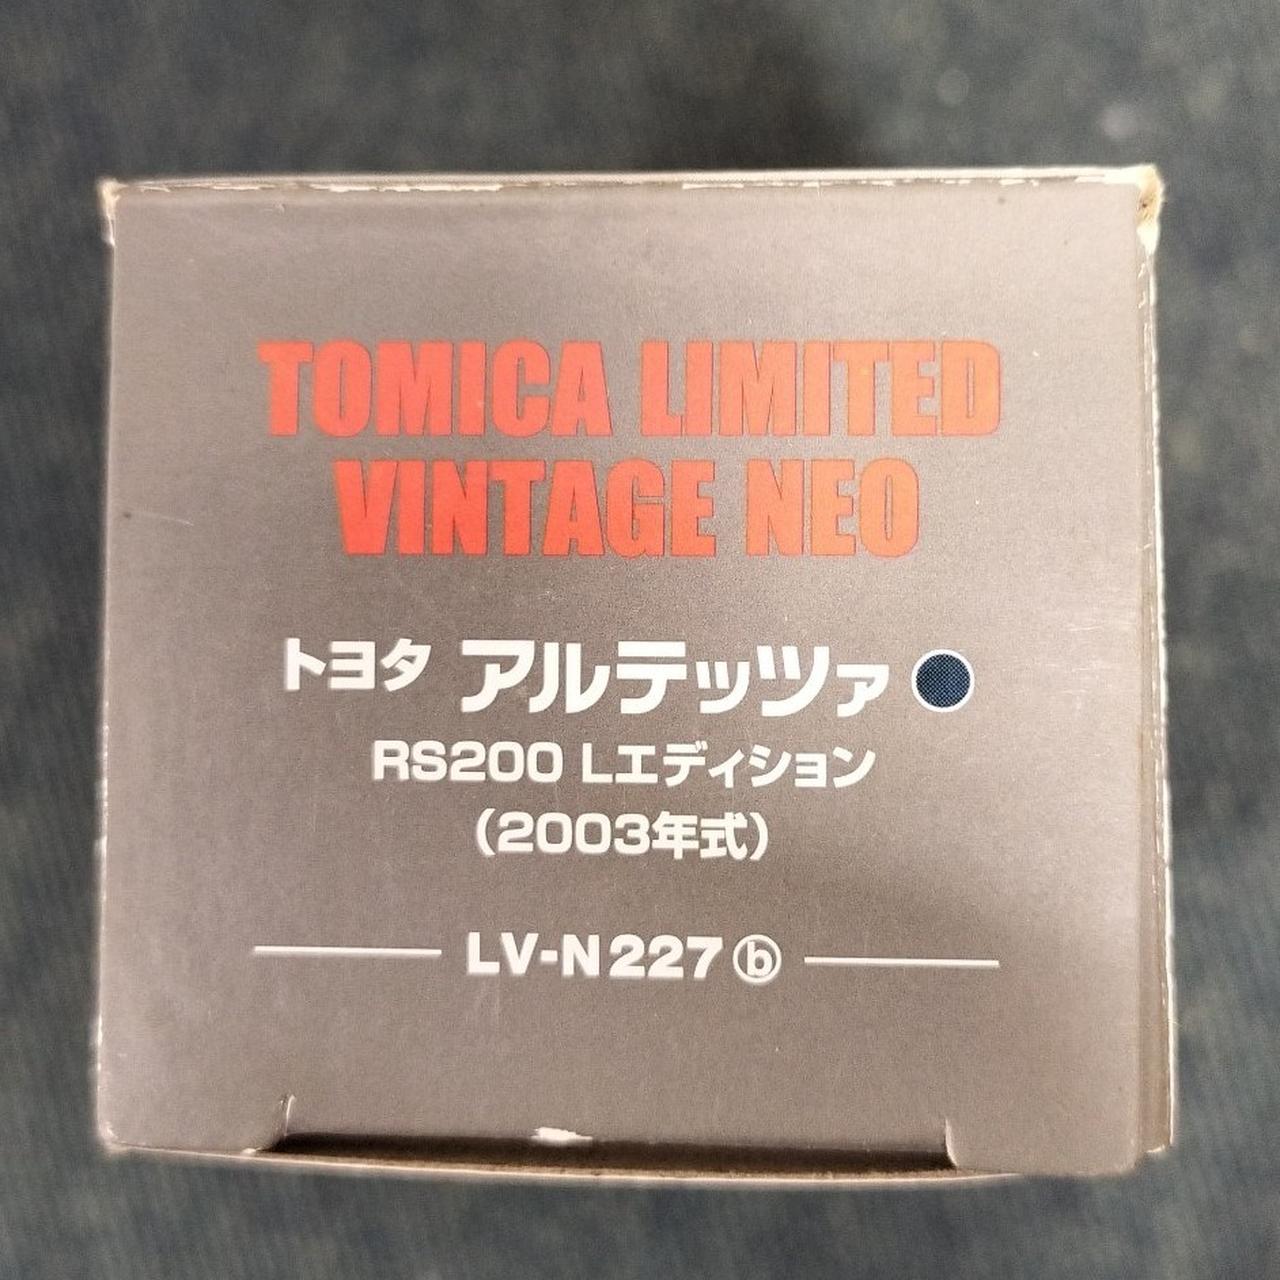 TOMICA LIMITED
VINTAGE NEO
トヨタ アルテッツァ
RS200 Lエディション
（2003年式）
LV-N227ⓑ